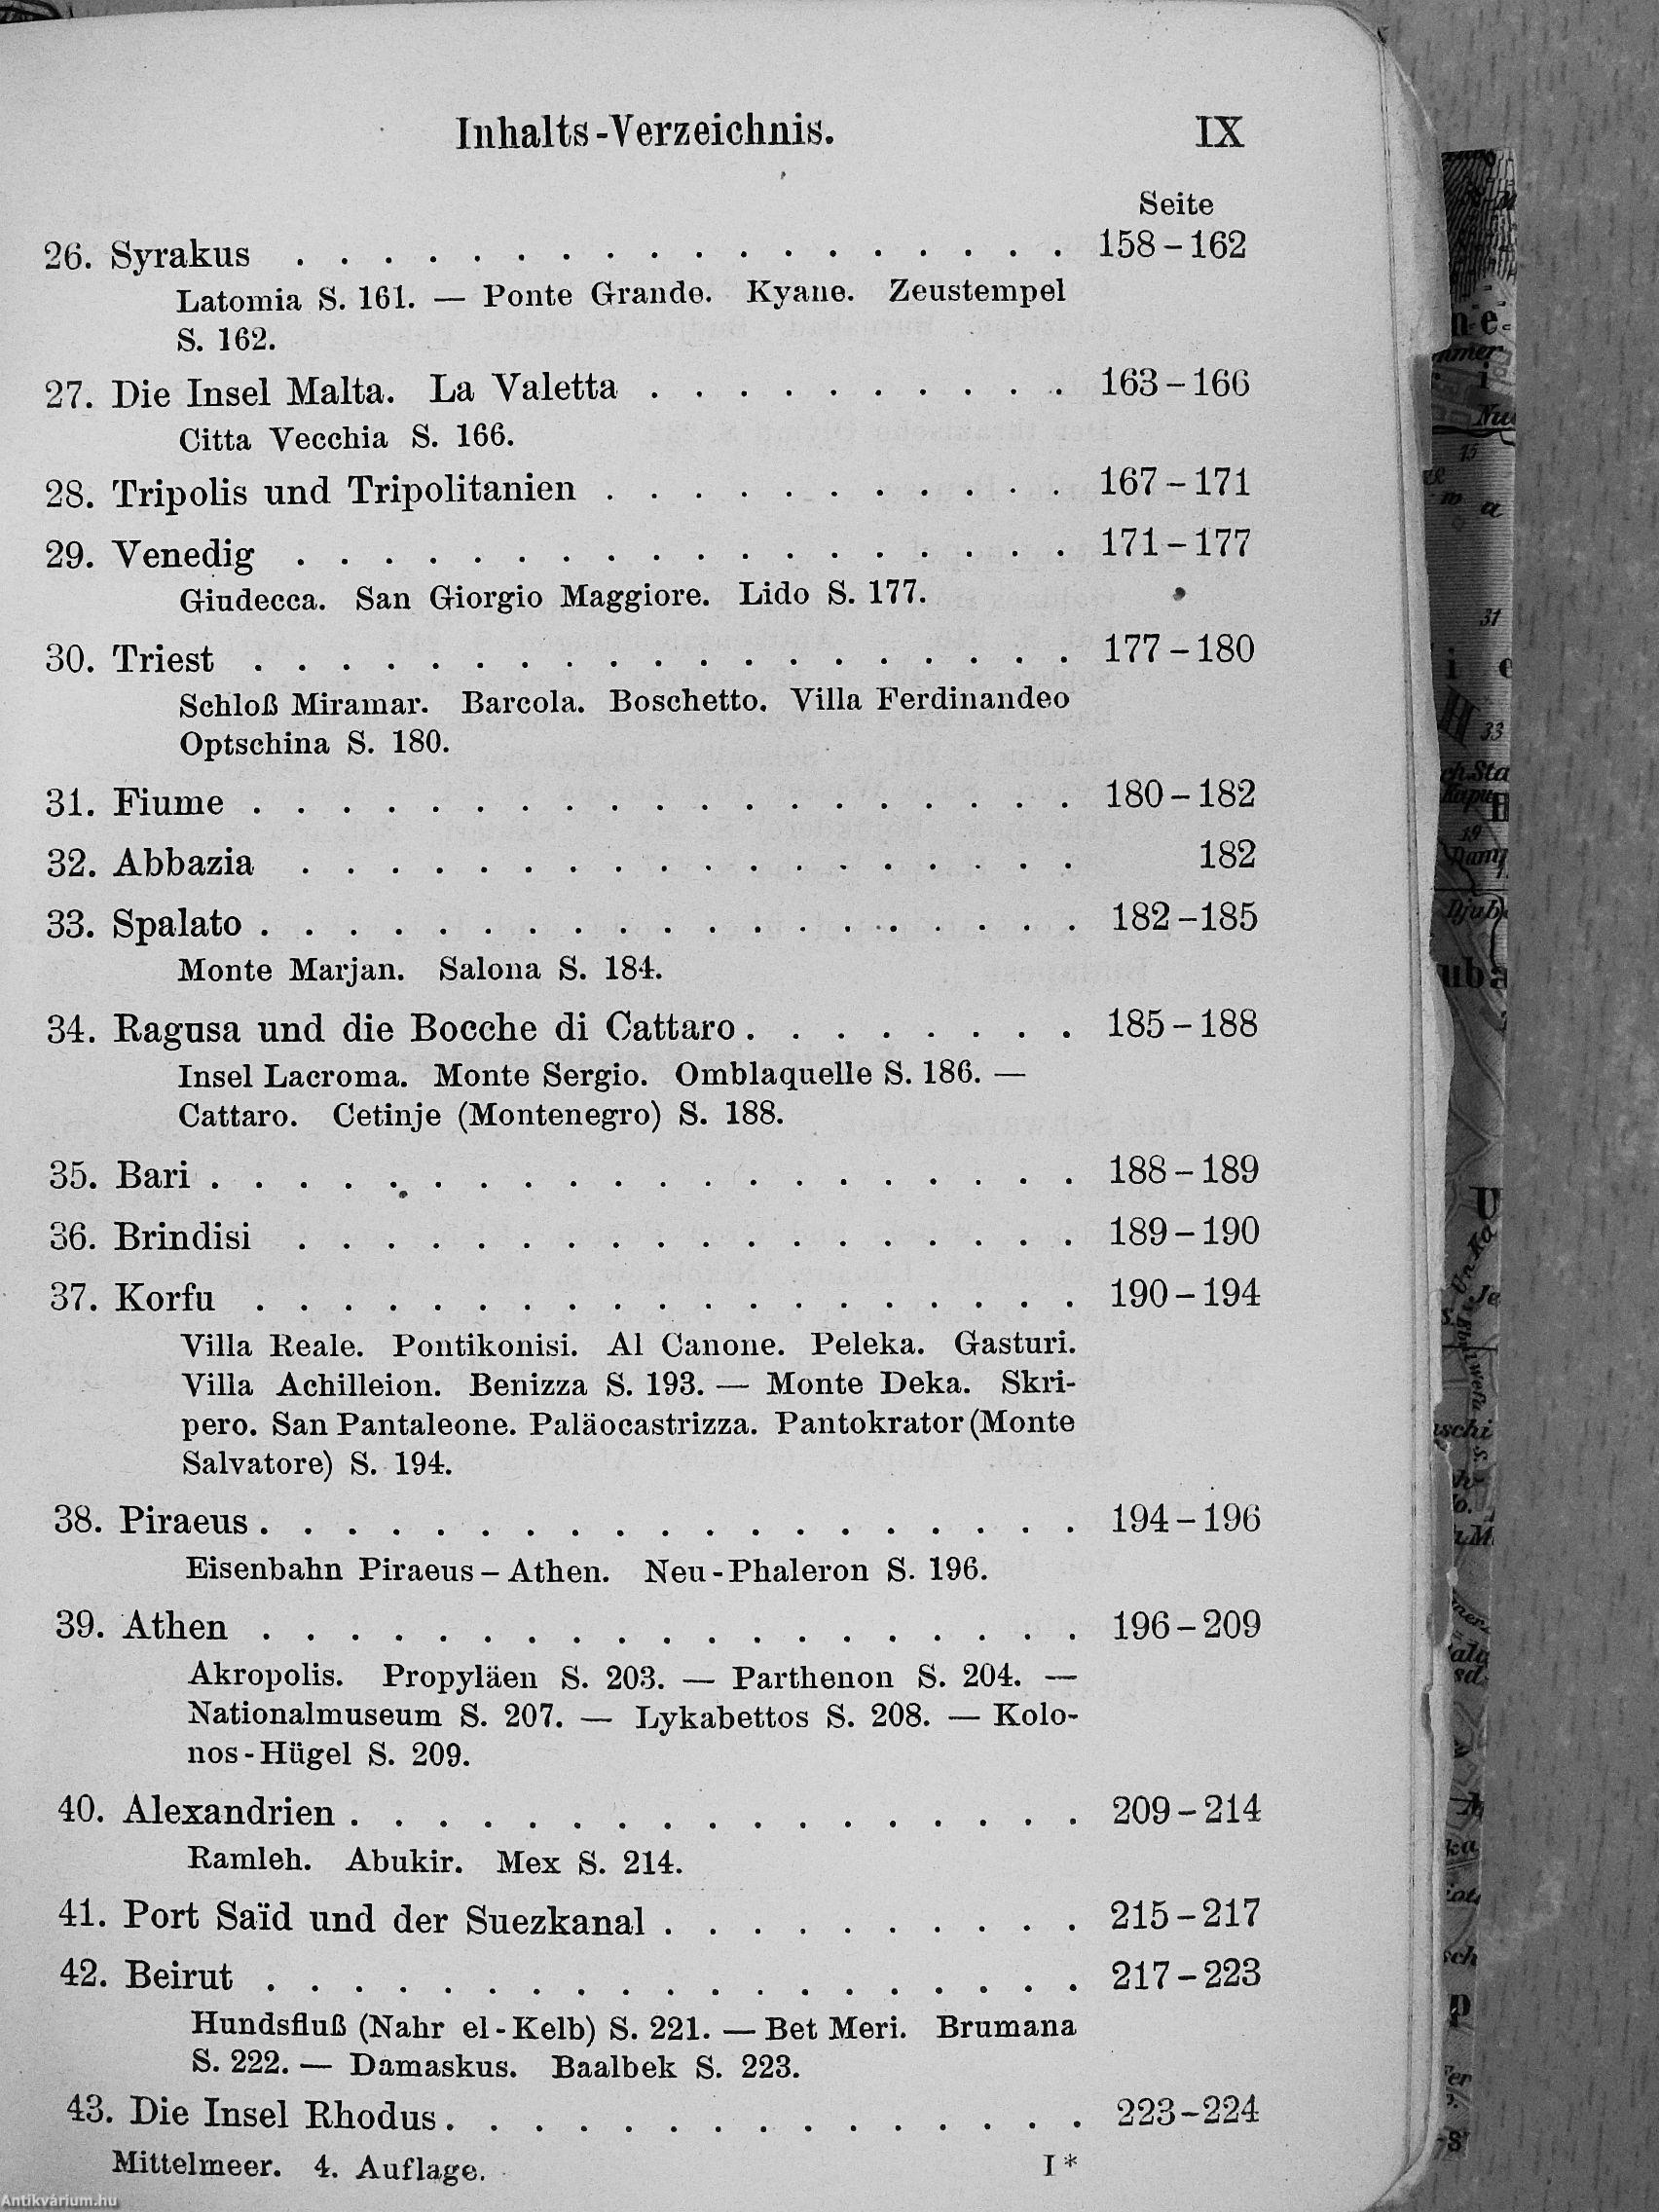 Inhalts-Verzeichnis. IX
Seite
26. Syrakus . . . . . . . . . . . . . . . . . . 158–162
Latomia S. 161. — Ponte Grande. Kyane. Zeustempel
S. 162.
27. Die Insel Malta. La Valetta . . . . . . . . . . 163–166
Citta Vecchia S. 166.
28. Tripolis und Tripolitanien . . . . . . . . . . . 167–171
29. Venedig . . . . . . . . . . . . . . . . . . 171–177
Giudecca. San Giorgio Maggiore. Lido S. 177.
30. Triest . . . . . . . . . . . . . . . . . . . 177–180
Schloß Miramar. Barcola. Boschetto. Villa Ferdinandeo
Optschina S. 180.
31. Fiume . . . . . . . . . . . . . . . . . . . 180–182
32. Abbazia . . . . . . . . . . . . . . . . . . 182
33. Spalato . . . . . . . . . . . . . . . . . . . 182–185
Monte Marjan. Salona S. 184.
34. Ragusa und die Bocche di Cattaro . . . . . . . . 185–188
Insel Lacroma. Monte Sergio. Omblaquelle S. 186. —
Cattaro. Cetinje (Montenegro) S. 188.
35. Bari . . . . . . . . . . . . . . . . . . . . 188–189
36. Brindisi . . . . . . . . . . . . . . . . . . 189–190
37. Korfu . . . . . . . . . . . . . . . . . . . 190–194
Villa Reale. Pontikonisi. Al Canone. Peleka. Gasturi.
Villa Achilleion. Benizza S. 193. — Monte Deka. Skri-
pero. San Pantaleone. Paläocastrizza. Pantokrator (Monte
Salvatore) S. 194.
38. Piraeus . . . . . . . . . . . . . . . . . . . 194–196
Eisenbahn Piraeus–Athen. Neu-Phaleron S. 196.
39. Athen . . . . . . . . . . . . . . . . . . . 196–209
Akropolis. Propyläen S. 203. — Parthenon S. 204. —
Nationalmuseum S. 207. — Lykabettos S. 208. — Kolo-
nos-Hügel S. 209.
40. Alexandrien . . . . . . . . . . . . . . . . . 209–214
Ramleh. Abukir. Mex S. 214.
41. Port Saïd und der Suezkanal . . . . . . . . . . 215–217
42. Beirut . . . . . . . . . . . . . . . . . . . 217–223
Hundsfluß (Nahr el-Kelb) S. 221. — Bet Meri. Brumana
S. 222. — Damaskus. Baalbek S. 223.
43. Die Insel Rhodus . . . . . . . . . . . . . . . 223–224
Mittelmeer. 4. Auflage. I*
Antikvárium.hu